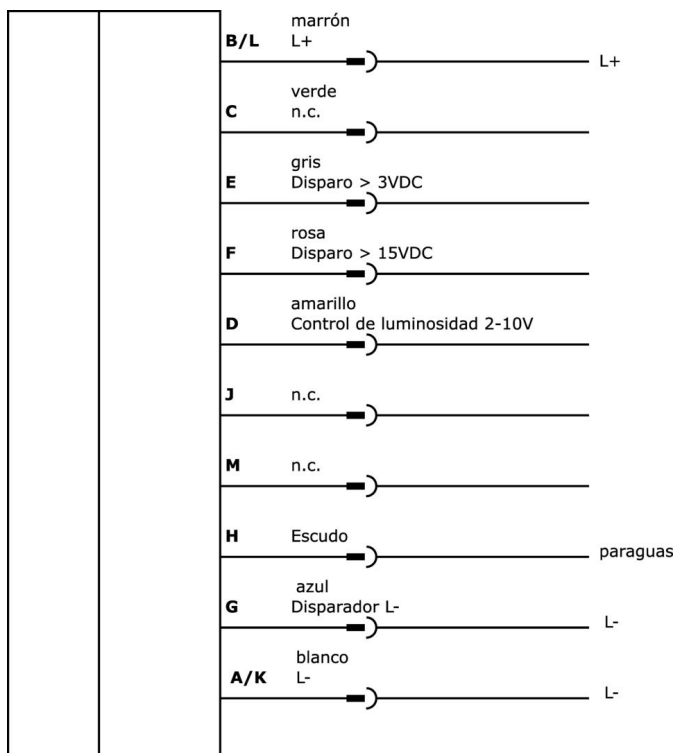 marrón
B/L L+
L+
verde
C n.c.
gris
E Disparo > 3VDC
rosa
F Disparo > 15VDC
amarillo
D Control de luminosidad 2-10V
J n.c.
M n.c.
H Escudo
paraguas
azul
G Disparador L-
L-
blanco
A/K L-
L-